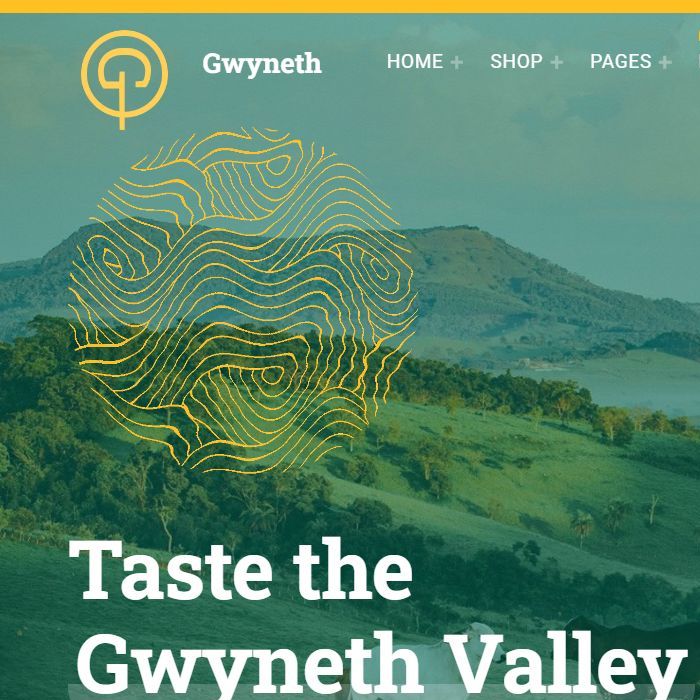 Gwyneth
HOME + SHOP + PAGES +
Taste the
Gwyneth Valley